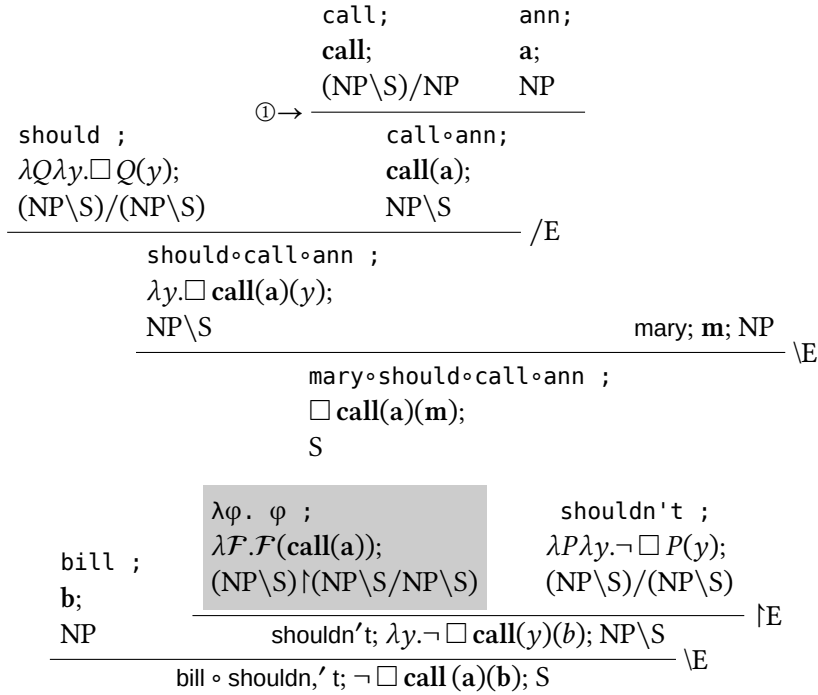 call; ann;
call; a;
(NP\S)/NP NP
①→
should ; call∘ann;
λQλy.□Q(y); call(a);
(NP\S)/(NP\S) NP\S
/E
should∘call∘ann ;
λy.□call(a)(y);
NP\S mary; m; NP
\E
mary∘should∘call∘ann ;
□call(a)(m);
S
λφ. φ ; shouldn't ;
bill ; λℱ.ℱ(call(a)); λPλy.¬□P(y);
b; (NP\S)↾(NP\S/NP\S) (NP\S)/(NP\S)
↾E
NP shouldn′t; λy.¬□call(y)(b); NP\S
\E
bill ∘ shouldn,′ t; ¬□call (a)(b); S